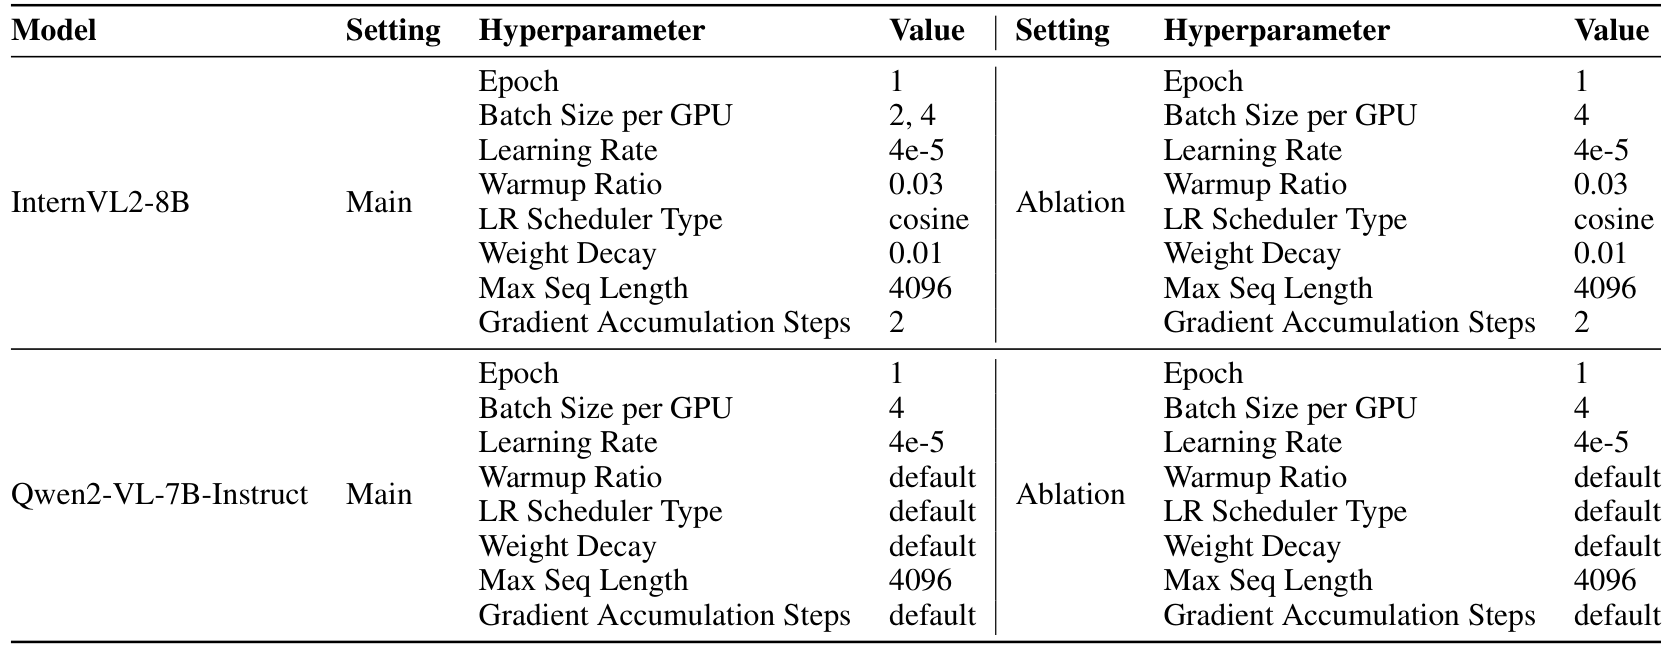 Model Setting Hyperparameter Value Setting Hyperparameter Value
Epoch 1 Epoch 1
Batch Size per GPU 2, 4 Batch Size per GPU 4
Learning Rate 4e-5 Learning Rate 4e-5
Warmup Ratio 0.03 Warmup Ratio 0.03
InternVL2-8B Main Ablation
LR Scheduler Type cosine LR Scheduler Type cosine
Weight Decay 0.01 Weight Decay 0.01
Max Seq Length 4096 Max Seq Length 4096
Gradient Accumulation Steps 2 Gradient Accumulation Steps 2
Epoch 1 Epoch 1
Batch Size per GPU 4 Batch Size per GPU 4
Learning Rate 4e-5 Learning Rate 4e-5
Warmup Ratio default Warmup Ratio default
Qwen2-VL-7B-Instruct Main Ablation
LR Scheduler Type default LR Scheduler Type default
Weight Decay default Weight Decay default
Max Seq Length 4096 Max Seq Length 4096
Gradient Accumulation Steps default Gradient Accumulation Steps default